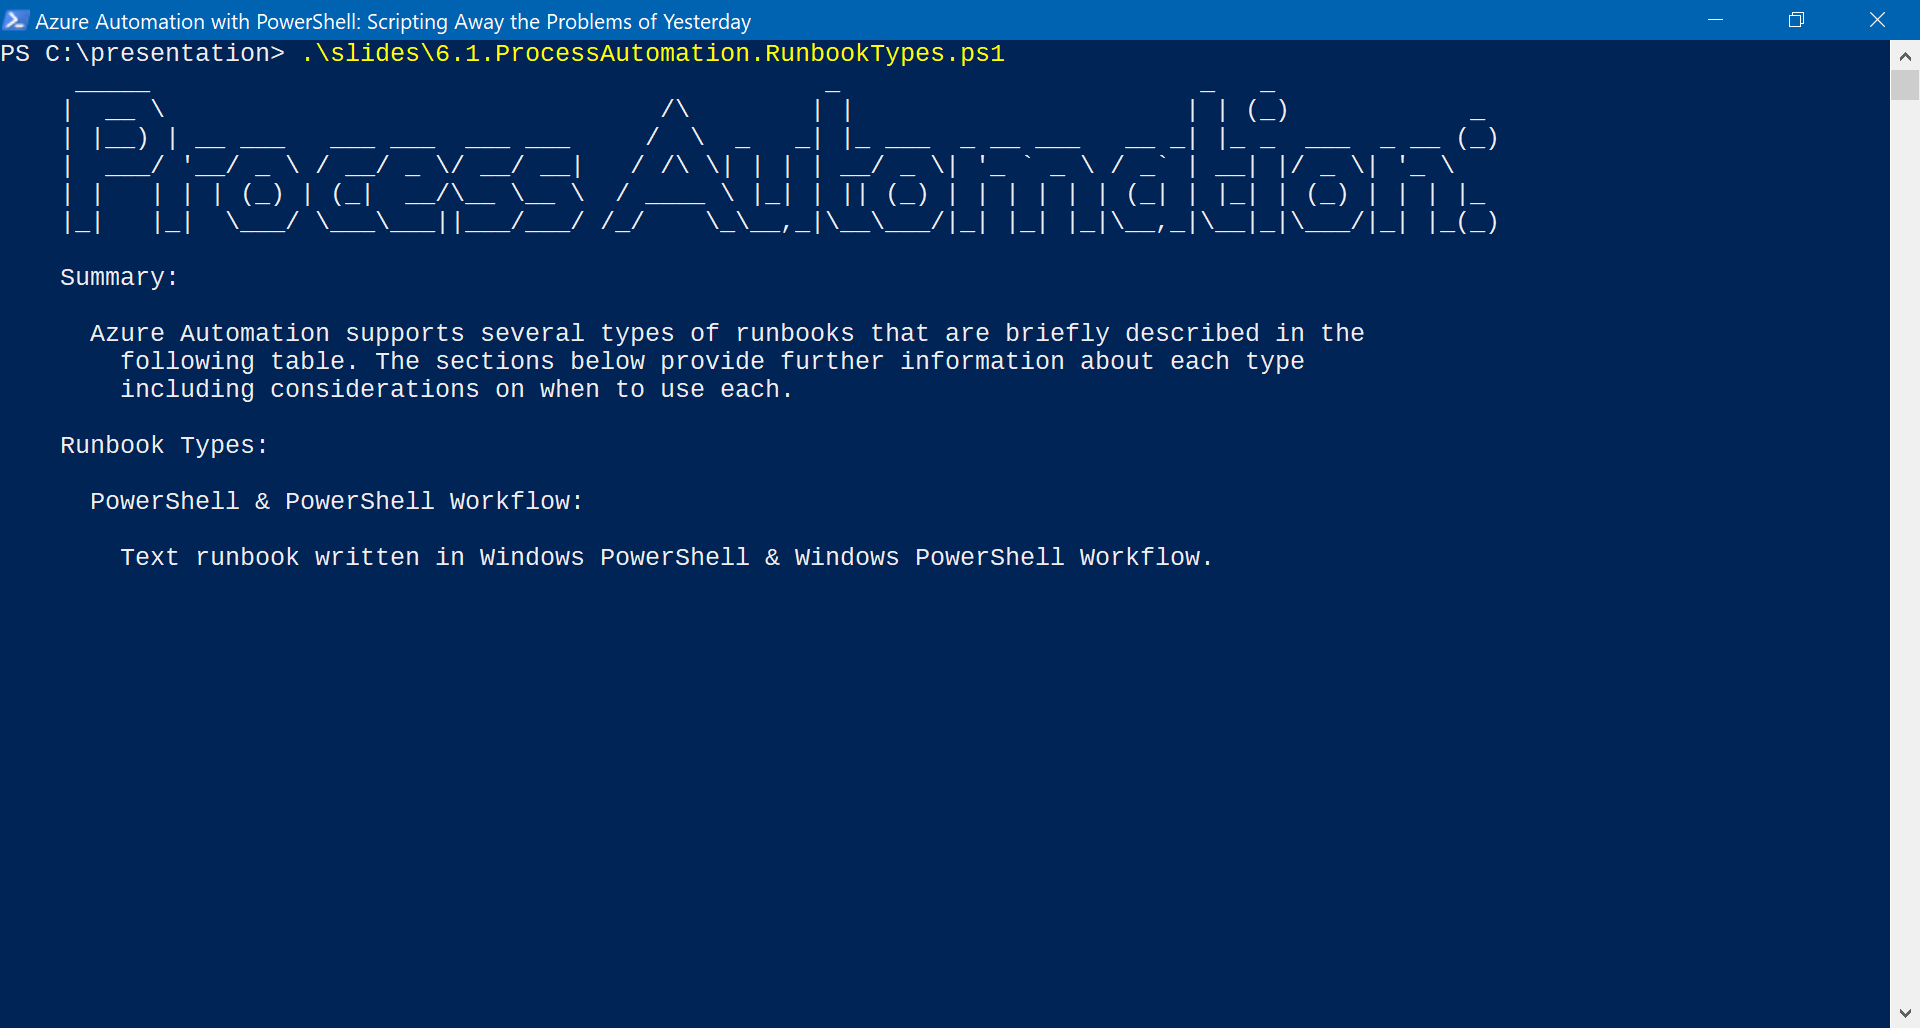 Azure Automation with PowerShell: Scripting Away the Problems of Yesterday
PS C:\presentation> .\slides\6.1.ProcessAutomation.RunbookTypes.ps1
Process Automation:
Summary:
Azure Automation supports several types of runbooks that are briefly described in the
following table. The sections below provide further information about each type
including considerations on when to use each.
Runbook Types:
PowerShell & PowerShell Workflow:
Text runbook written in Windows PowerShell & Windows PowerShell Workflow.